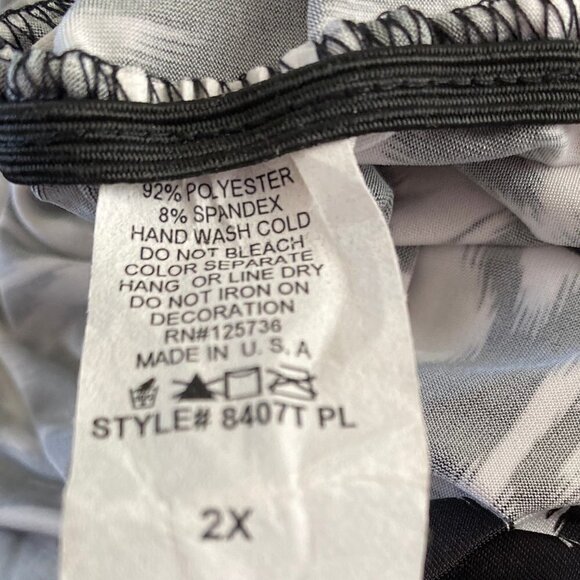 92% POLYESTER
8% SPANDEX
HAND WASH COLD
DO NOT BLEACH
COLOR SEPARATE
HANG OR LINE DRY
DO NOT IRON ON
DECORATION
RN#125736
MADE IN U. S. A
STYLE# 8407T PL
2X